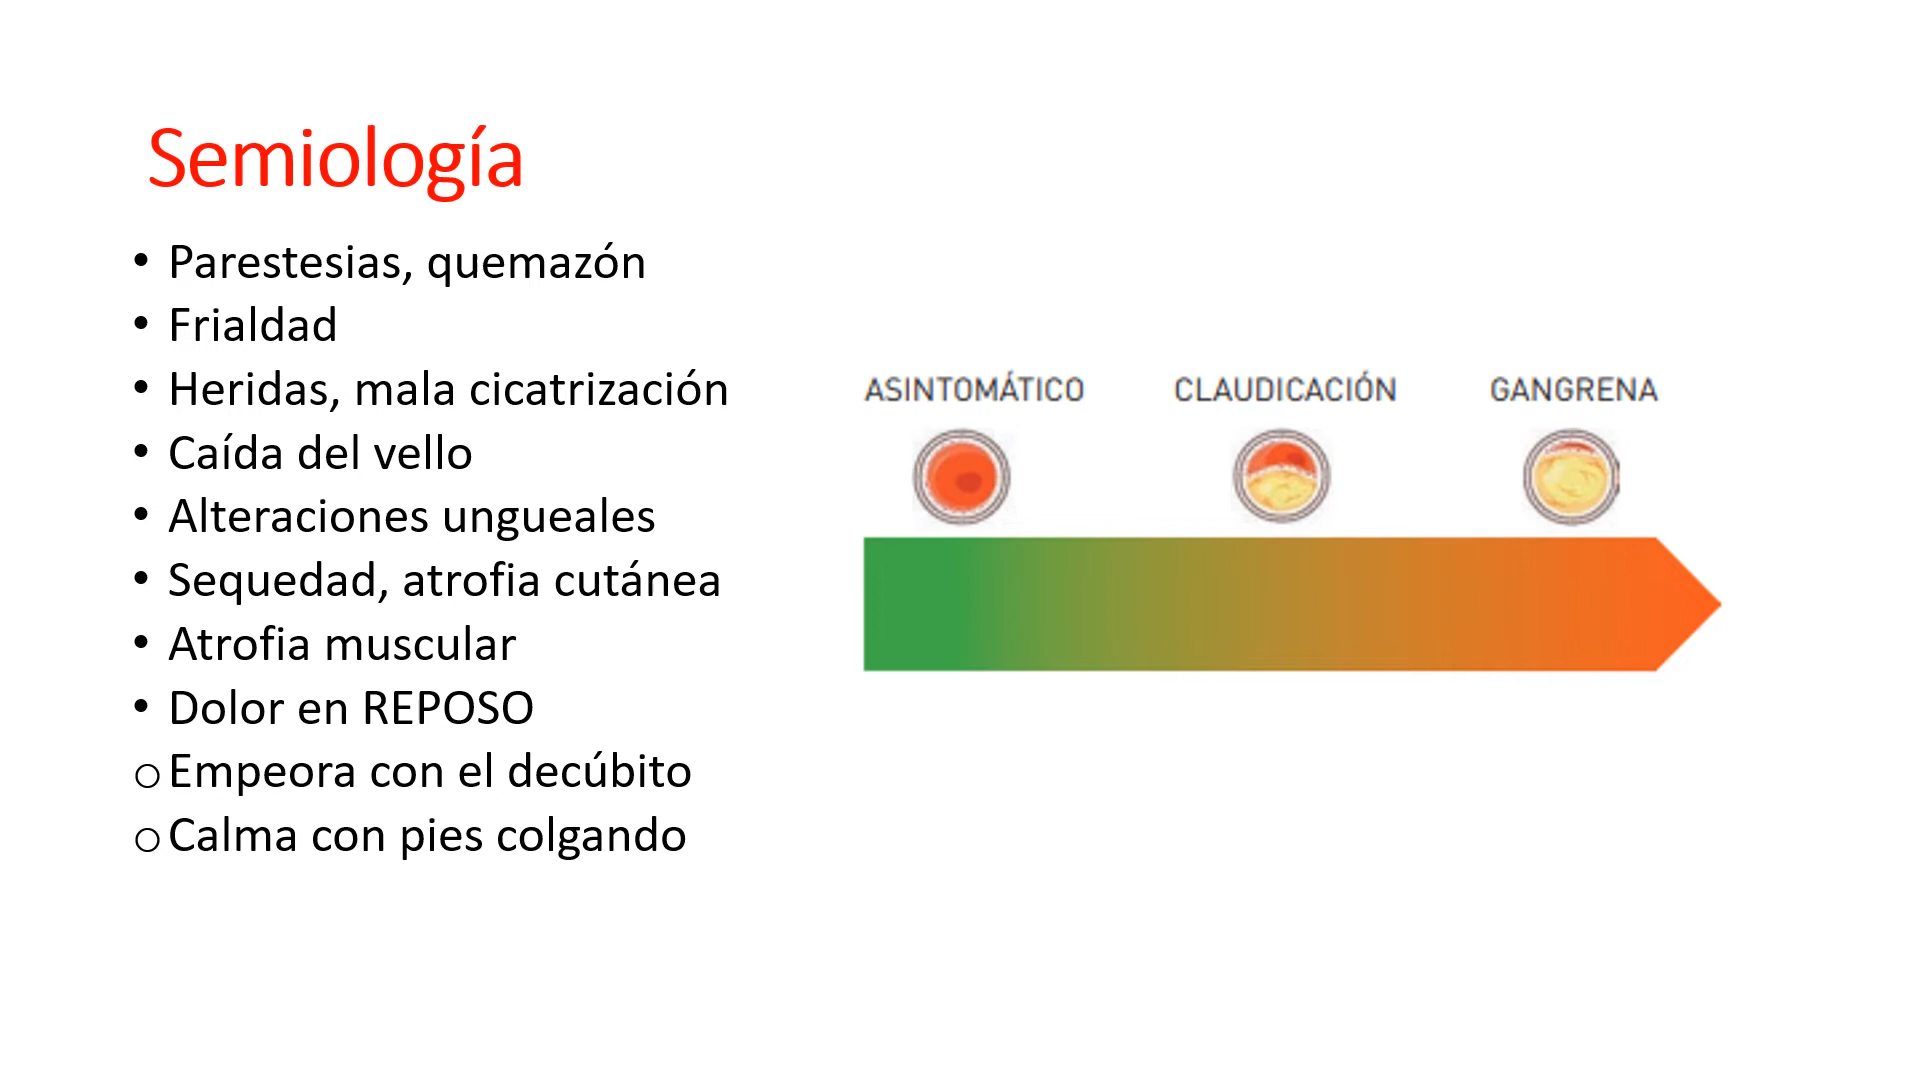 Semiología
• Parestesias, quemazón
• Frialdad
• Heridas, mala cicatrización
• Caída del vello
• Alteraciones ungueales
• Sequedad, atrofia cutánea
• Atrofia muscular
• Dolor en REPOSO
o Empeora con el decúbito
o Calma con pies colgando
ASINTOMÁTICO CLAUDICACIÓN GANGRENA